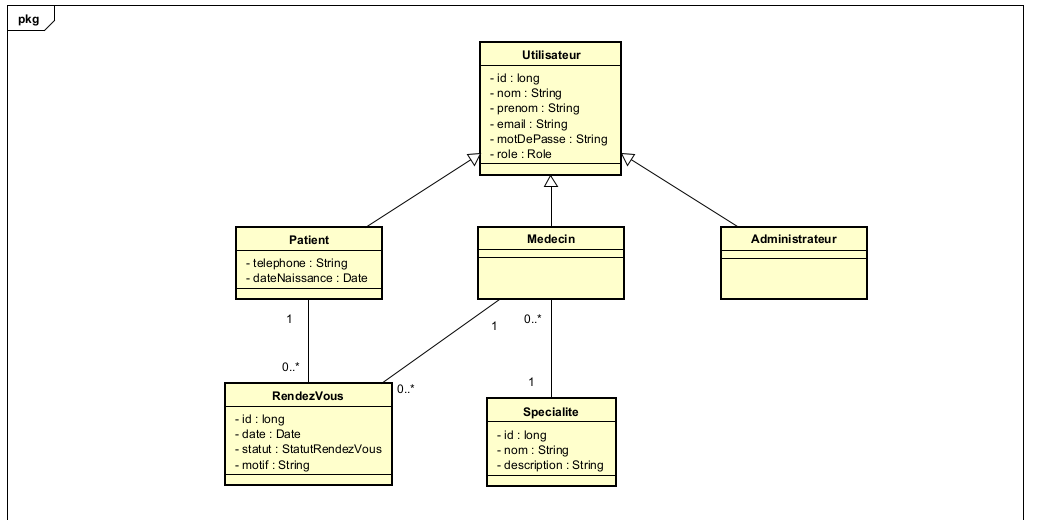 pkg
Utilisateur
- id : long
- nom : String
- prenom : String
- email : String
- motDePasse : String
- role : Role
Patient
- telephone : String
- dateNaissance : Date
Medecin
Administrateur
1
0..*
1
0..*
0..*
1
RendezVous
- id : long
- date : Date
- statut : StatutRendezVous
- motif : String
Specialite
- id : long
- nom : String
- description : String